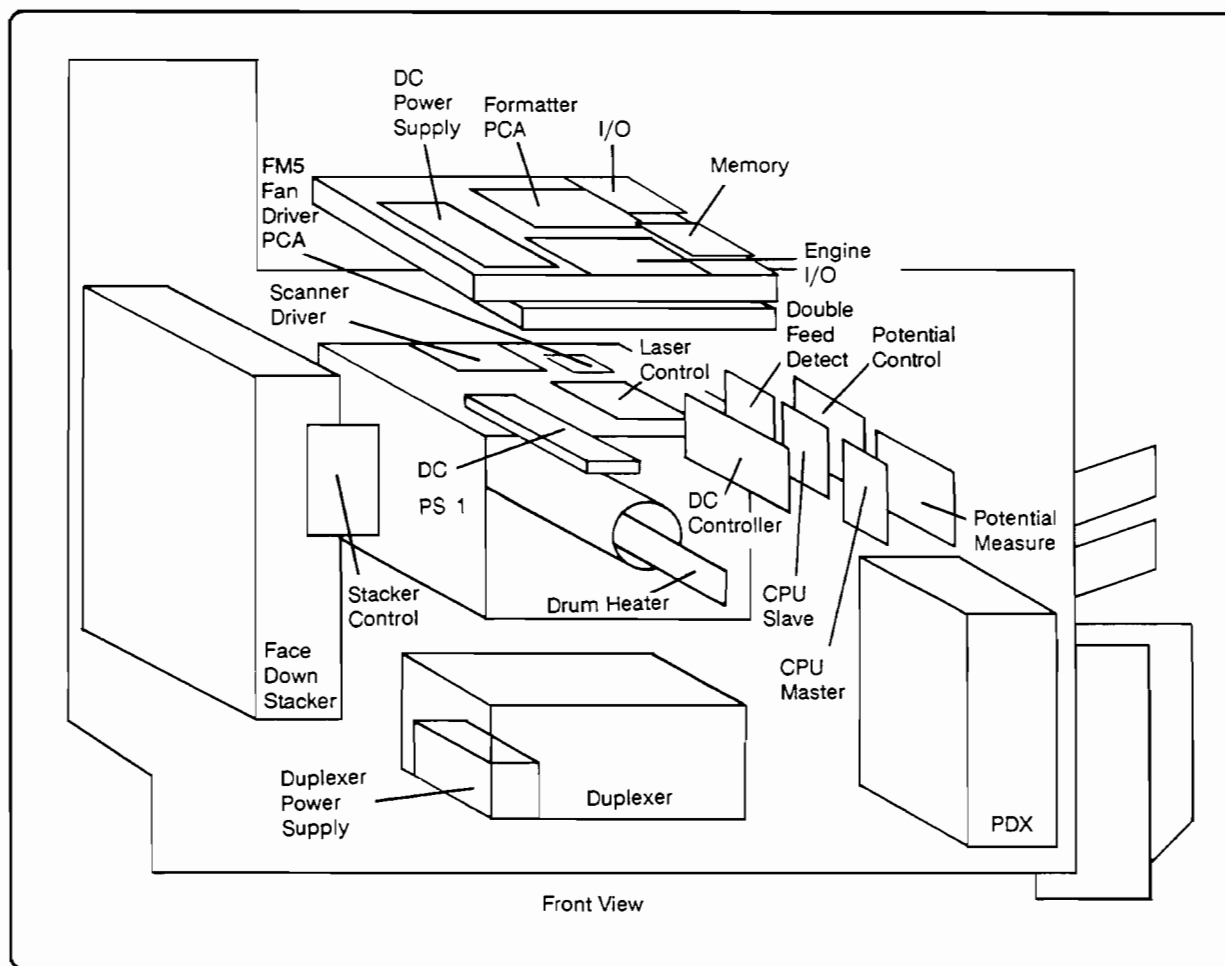 DC
Power
Supply
Formatter
PCA
I/O
Memory
FM5
Fan
Driver
PCA
Engine
I/O
Scanner
Driver
Double
Feed
Detect
Potential
Control
Laser
Control
DC
PS 1
DC
Controller
Potential
Measure
Stacker
Control
Drum Heater
CPU
Slave
CPU
Master
Face
Down
Stacker
Duplexer
Power
Supply
Duplexer
PDX
Front View